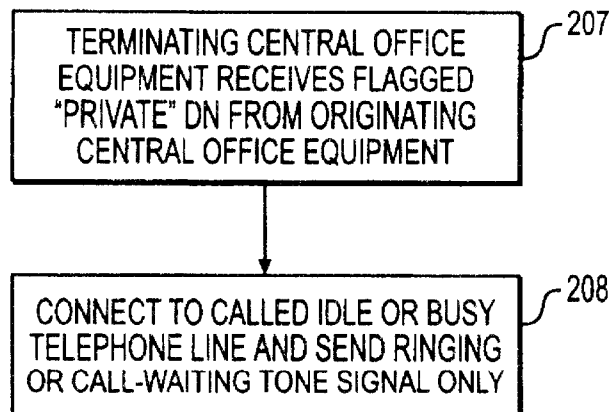 TERMINATING CENTRAL OFFICE
EQUIPMENT RECEIVES FLAGGED
"PRIVATE" DN FROM ORIGINATING
CENTRAL OFFICE EQUIPMENT
207
CONNECT TO CALLED IDLE OR BUSY
TELEPHONE LINE AND SEND RINGING
OR CALL-WAITING TONE SIGNAL ONLY
208